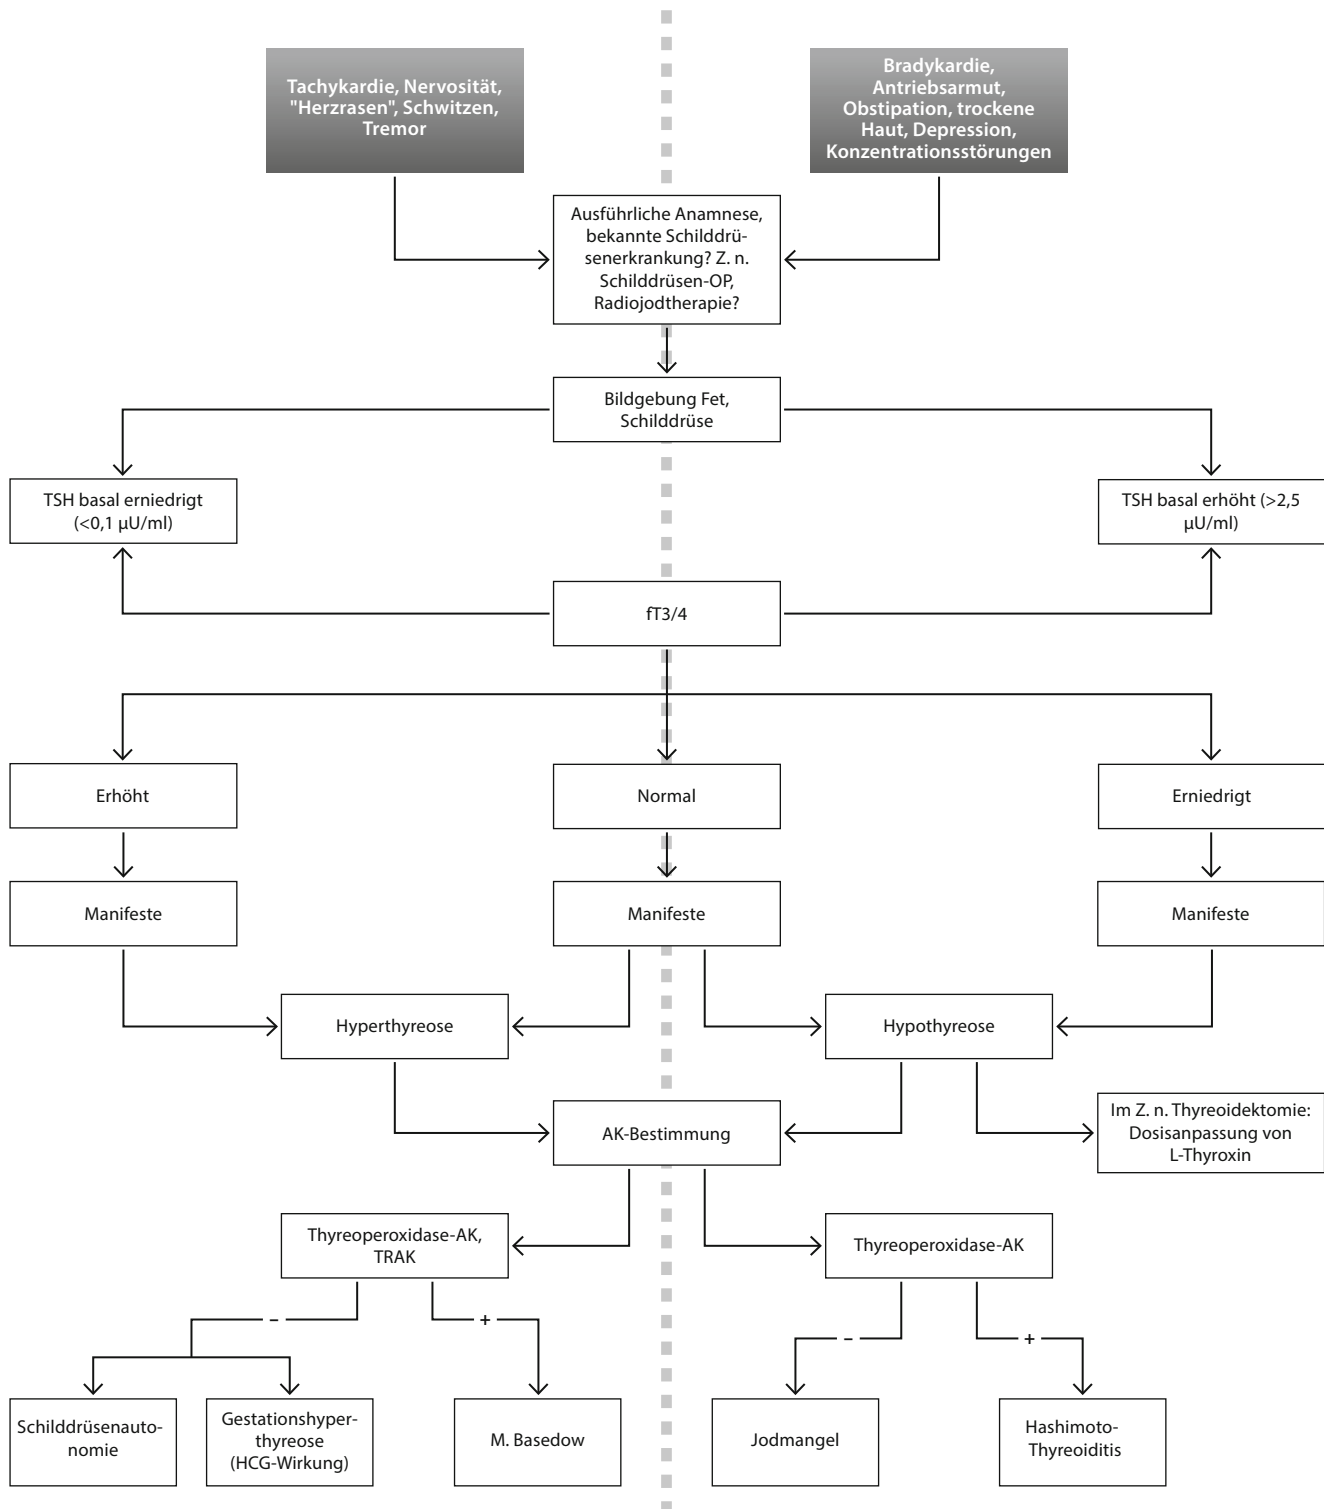 Tachykardie, Nervosität,
"Herzrasen", Schwitzen,
Tremor
Bradykardie,
Antriebsarmut,
Obstipation, trockene
Haut, Depression,
Konzentrationsstörungen
Ausführliche Anamnese,
bekannte Schilddrü-
senerkrankung? Z. n.
Schilddrüsen-OP,
Radiojodtherapie?
Bildgebung Fet,
Schilddrüse
TSH basal erniedrigt
(<0,1 µU/ml)
TSH basal erhöht (>2,5
µU/ml)
fT3/4
Erhöht
Normal
Erniedrigt
Manifeste
Manifeste
Manifeste
Hyperthyreose
Hypothyreose
AK-Bestimmung
Im Z. n. Thyreoidektomie:
Dosisanpassung von
L-Thyroxin
Thyreoperoxidase-AK,
TRAK
Thyreoperoxidase-AK
–
+
–
+
Schilddrüsenauto-
nomie
Gestationshyper-
thyreose
(HCG-Wirkung)
M. Basedow
Jodmangel
Hashimoto-
Thyreoiditis